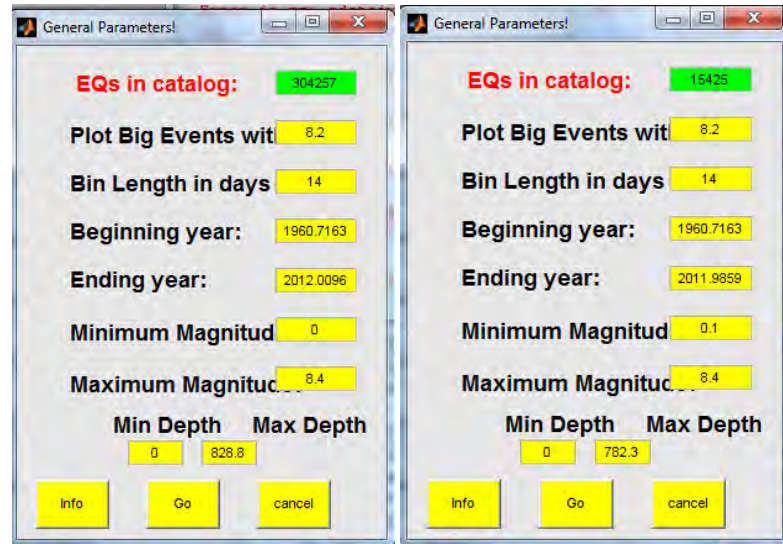 General Parameters!
EQs in catalog: 304257
Plot Big Events wit 8.2
Bin Length in days 14
Beginning year: 1960.7163
Ending year: 2012.0096
Minimum Magnitud 0
Maximum Magnitude: 8.4
Min Depth Max Depth
0 828.8
Info Go cancel
General Parameters!
EQs in catalog: 15425
Plot Big Events wit 8.2
Bin Length in days 14
Beginning year: 1960.7163
Ending year: 2011.9859
Minimum Magnitud 0.1
Maximum Magnitude: 8.4
Min Depth Max Depth
0 782.3
Info Go cancel